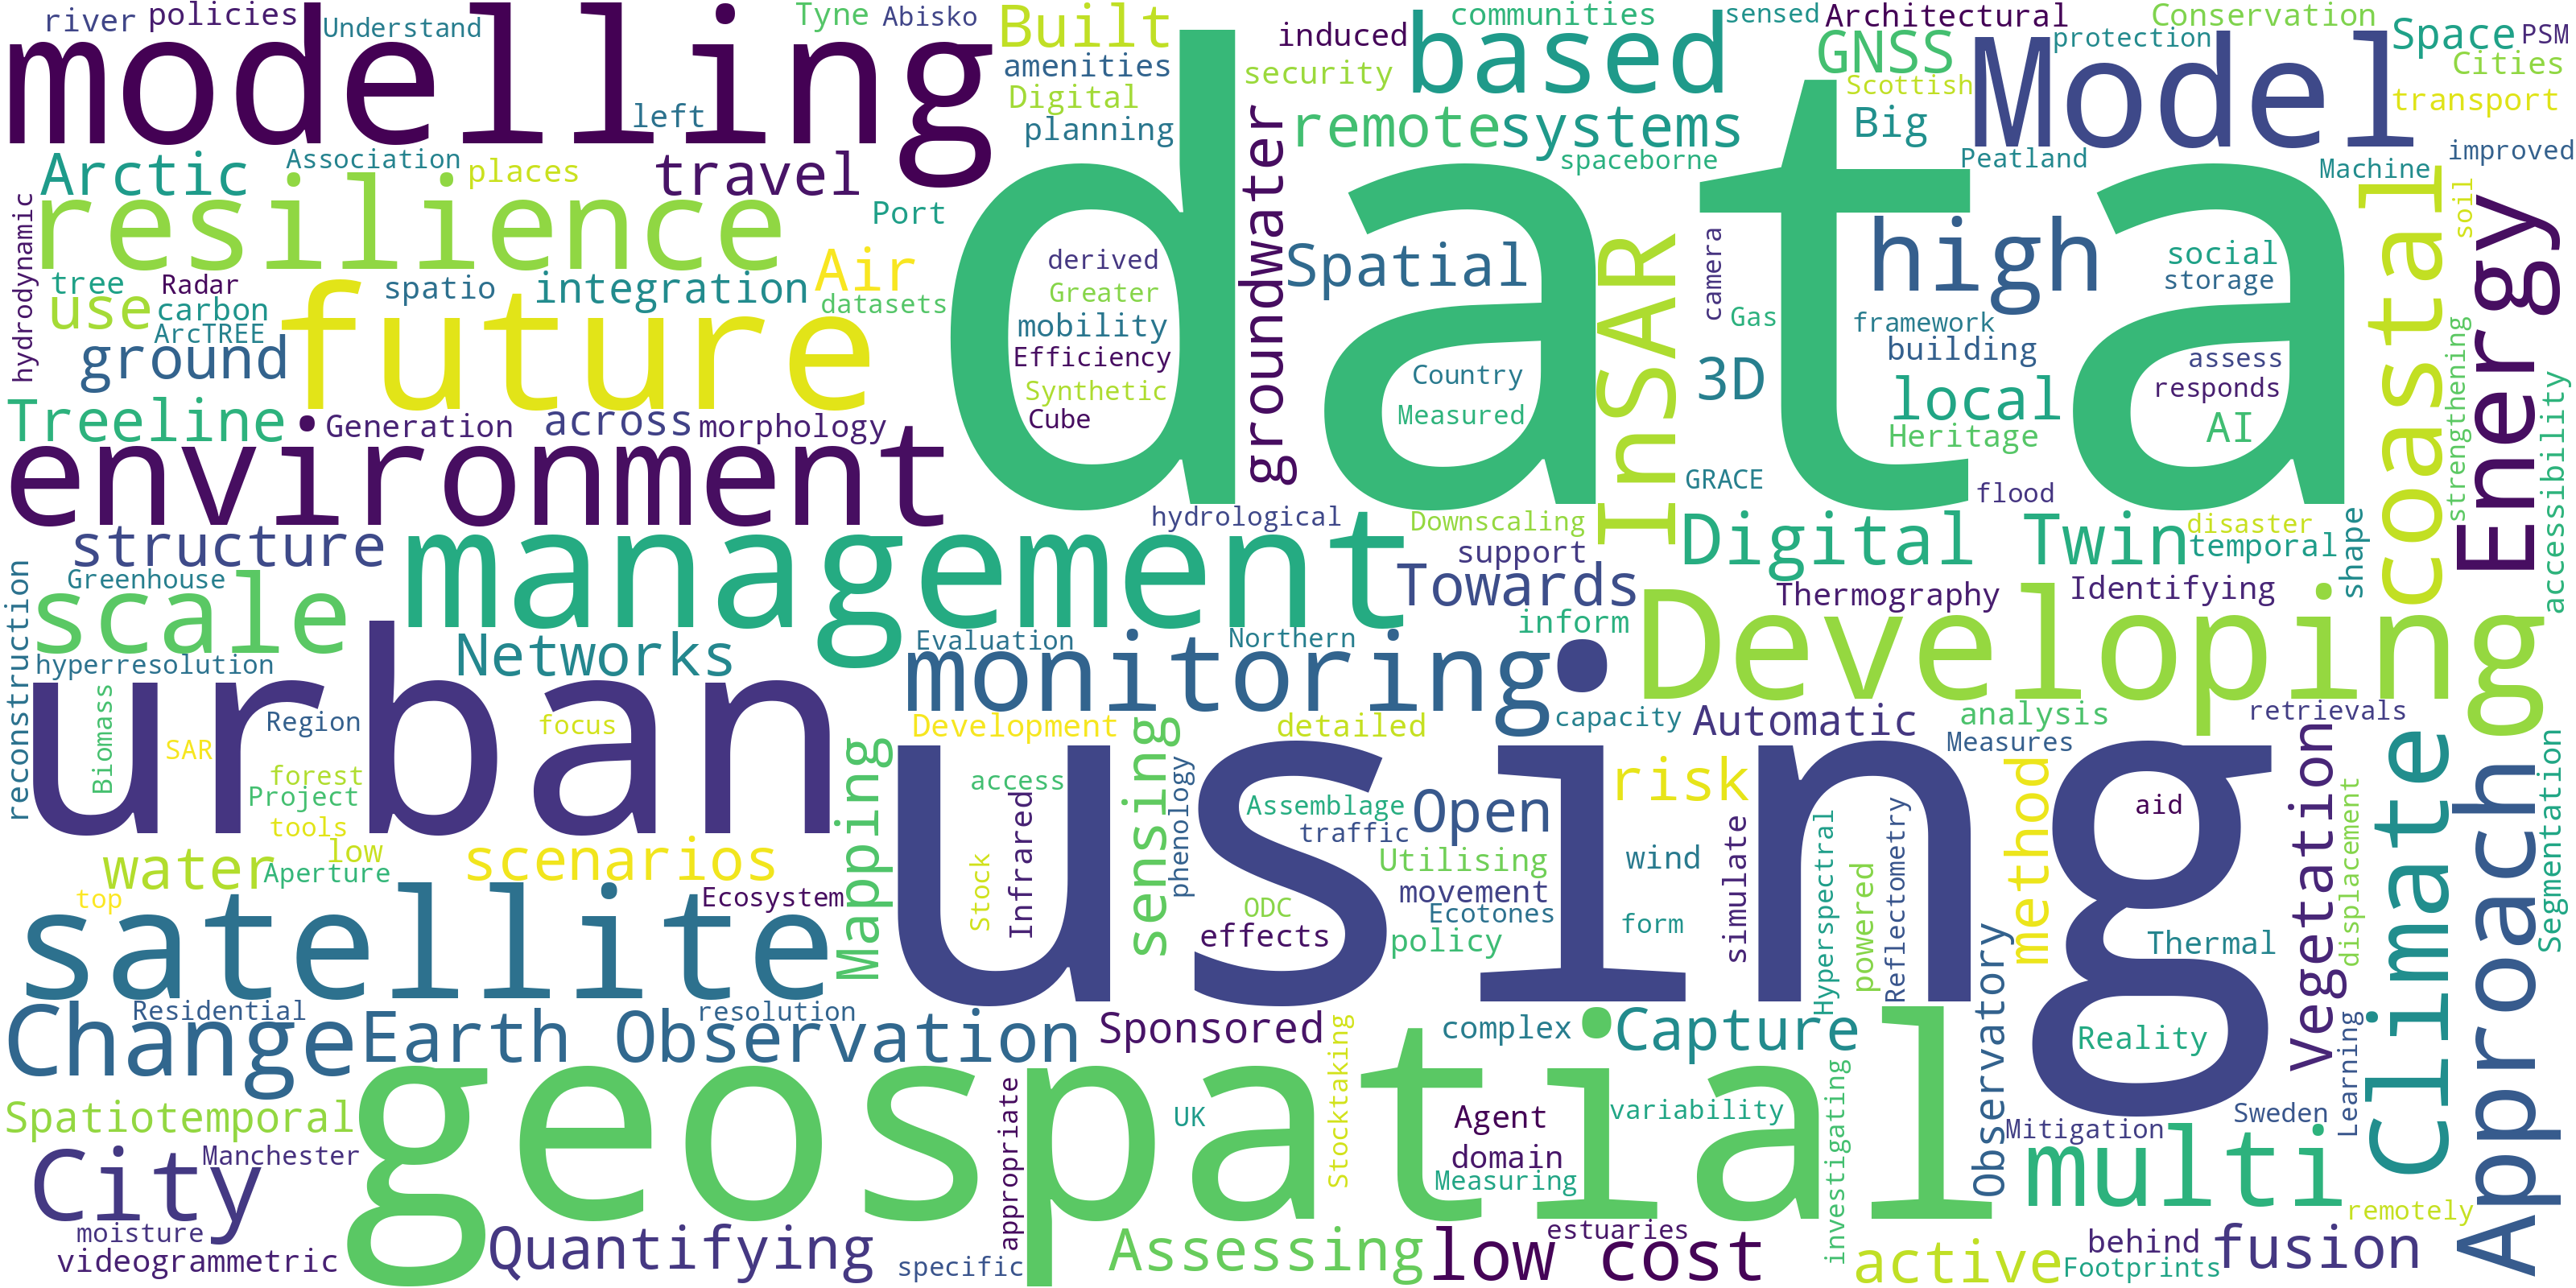 river
policies
Understand
Tyne
Abisko
Built
communities
sensed
Architectural
Conservation
Space
PSM
modelling
amenities
induced
security
based
GNSS
protection
Cities
Scottish
transport
Digital
planning
left
remote
systems
Big
Model
Arctic
Association
places
travel
spaceborne
Peatland
Machine
improved
resilience
Port
groundwater
data
hydrodynamic
tree
Radar
spatio
integration
Air
datasets
derived
Greater
Spatial
InSAR
camera
high
social
storage
coastal
soil
Energy
use
carbon
ArcTREE
mobility
Gas
framework
building
ground
future
Efficiency
Synthetic
Cube
Country
Measured
3D
local
Heritage
assess
responds
AI
strengthening
accessibility
Treeline
Generation
across
morphology
GRACE
flood
environment
hydrological
Downscaling
support
Digital Twin
disaster
temporal
shape
structure
management
Towards
Thermography
Identifying
reconstruction
Greenhouse
scale
Networks
Evaluation
Northern
inform
Developing
hyperresolution
monitoring
urban
Biomass
SAR
Region
focus
forest
Project
tools
low
Development
detailed
capacity
Automatic
analysis
Measures
retrievals
Mapping
sensing
phenology
access
Assemblage
traffic
Open
risk
method
Vegetation
Climate
Approach
Segmentation
displacement
aid
using
water
Aperture
scenarios
Stock
Infrared
Utilising
movement
wind
simulate
Hyperspectral
Reflectometry
powered
top
satellite
Ecosystem
ODC
effects
Ecotones
policy
form
Thermal
Residential
resolution
Change
Earth Observation
Sponsored
complex
Capture
Observatory
Reality
Learning
Stocktaking
investigating
Spatiotemporal
geospatial
appropriate
UK
Agent
variability
domain
Measuring
Mitigation
Sweden
City
Manchester
multi
moisture
videogrammetric
Quantifying
specific
Assessing
low cost
estuaries
active
behind
Footprints
remotely
fusion